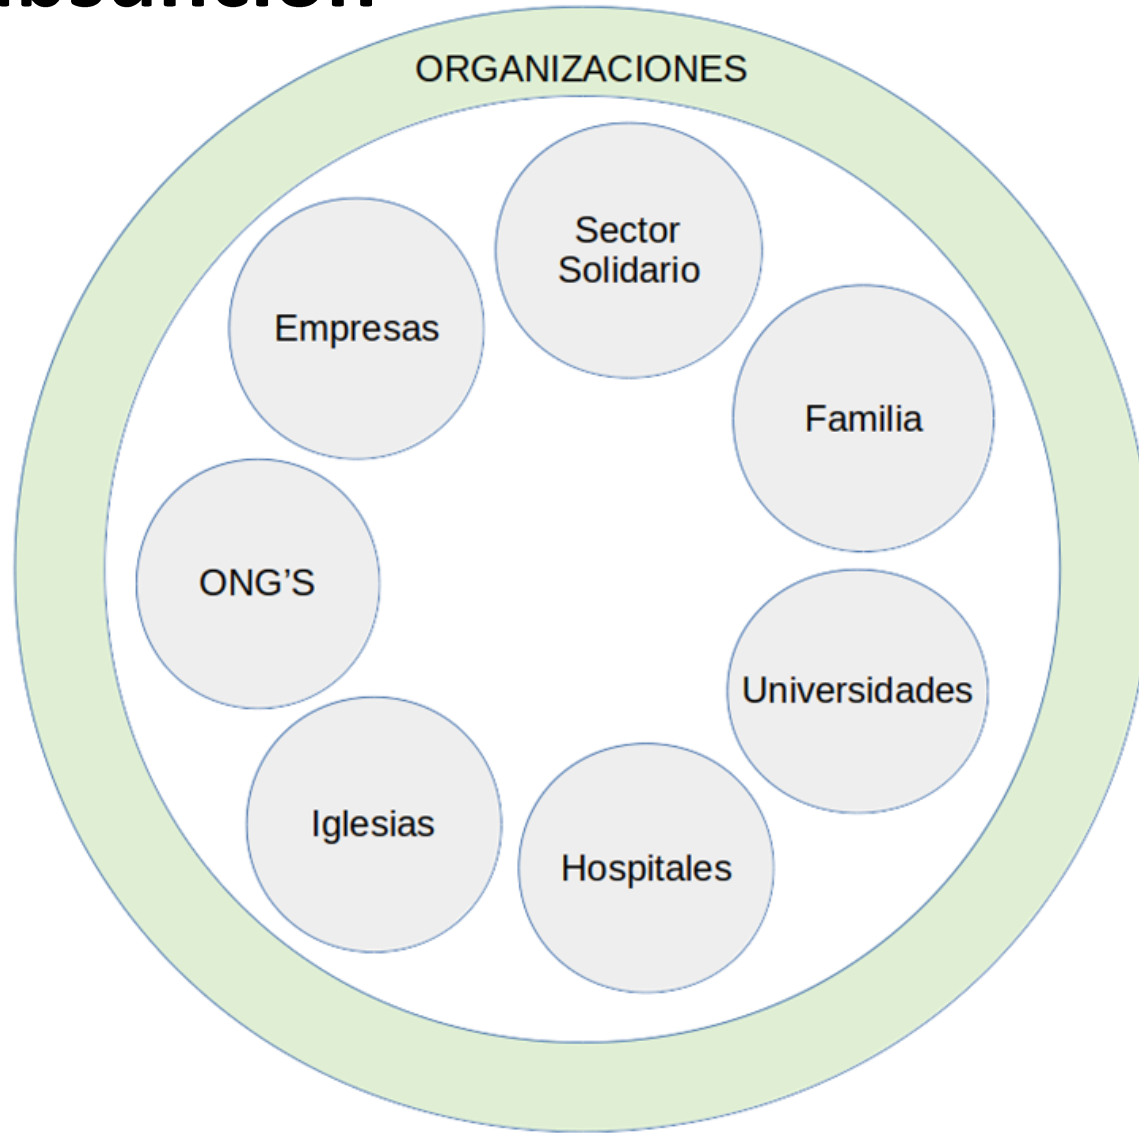 ORGANIZACIONES
Sector
Solidario
Empresas
Familia
ONG’S
Universidades
Iglesias
Hospitales